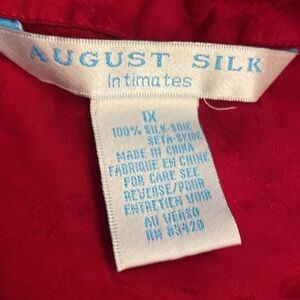 AUGUST SILK
Intimates
1X
100% SILK-SOIE
SETA-SEIDE
MADE IN CHINA
FABRIQUE EN CHINE
FOR CARE SEE
REVERSE/POUR
ENTRETIEN VOIR
AU VERSO
RN 85420